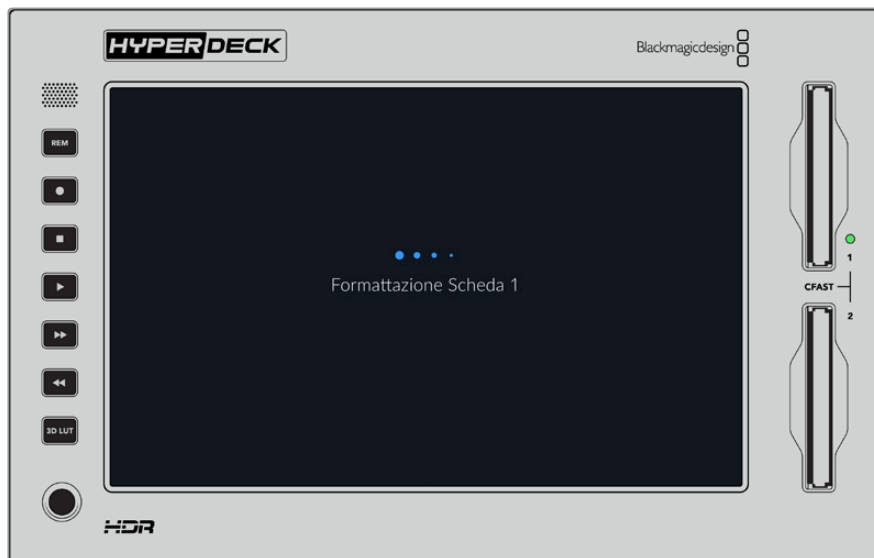 HYPERDECK
Blackmagicdesign
REM
Formattazione Scheda 1
1
CFAST
2
3D LUT
HDR